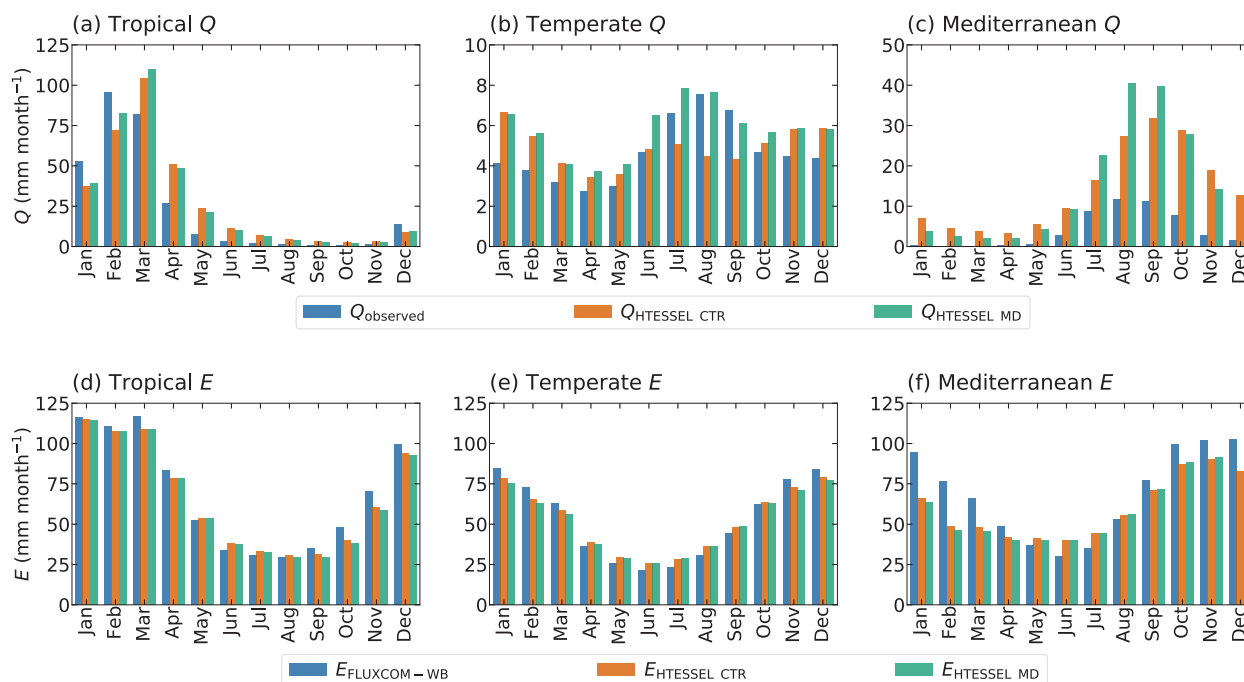 (a) Tropical Q
(b) Temperate Q
(c) Mediterranean Q
Q (mm month⁻¹)
125
100
75
50
25
0
Jan Feb Mar Apr May Jun Jul Aug Sep Oct Nov Dec
10
8
6
4
2
0
Jan Feb Mar Apr May Jun Jul Aug Sep Oct Nov Dec
50
40
30
20
10
0
Jan Feb Mar Apr May Jun Jul Aug Sep Oct Nov Dec
Q observed Q HTESSEL CTR Q HTESSEL MD
(d) Tropical E
(e) Temperate E
(f) Mediterranean E
E (mm month⁻¹)
125
100
75
50
25
0
Jan Feb Mar Apr May Jun Jul Aug Sep Oct Nov Dec
125
100
75
50
25
0
Jan Feb Mar Apr May Jun Jul Aug Sep Oct Nov Dec
125
100
75
50
25
0
Jan Feb Mar Apr May Jun Jul Aug Sep Oct Nov Dec
E FLUXCOM−WB E HTESSEL CTR E HTESSEL MD